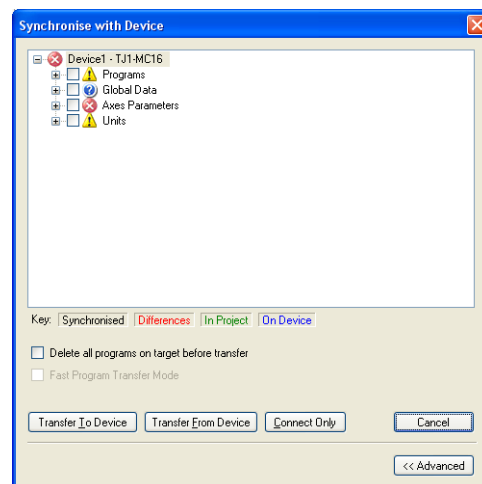 Synchronise with Device
Device1 - TJ1-MC16
Programs
Global Data
Axes Parameters
Units
Key: Synchronised Differences In Project On Device
Delete all programs on target before transfer
Fast Program Transfer Mode
Transfer To Device Transfer From Device Connect Only Cancel
<< Advanced